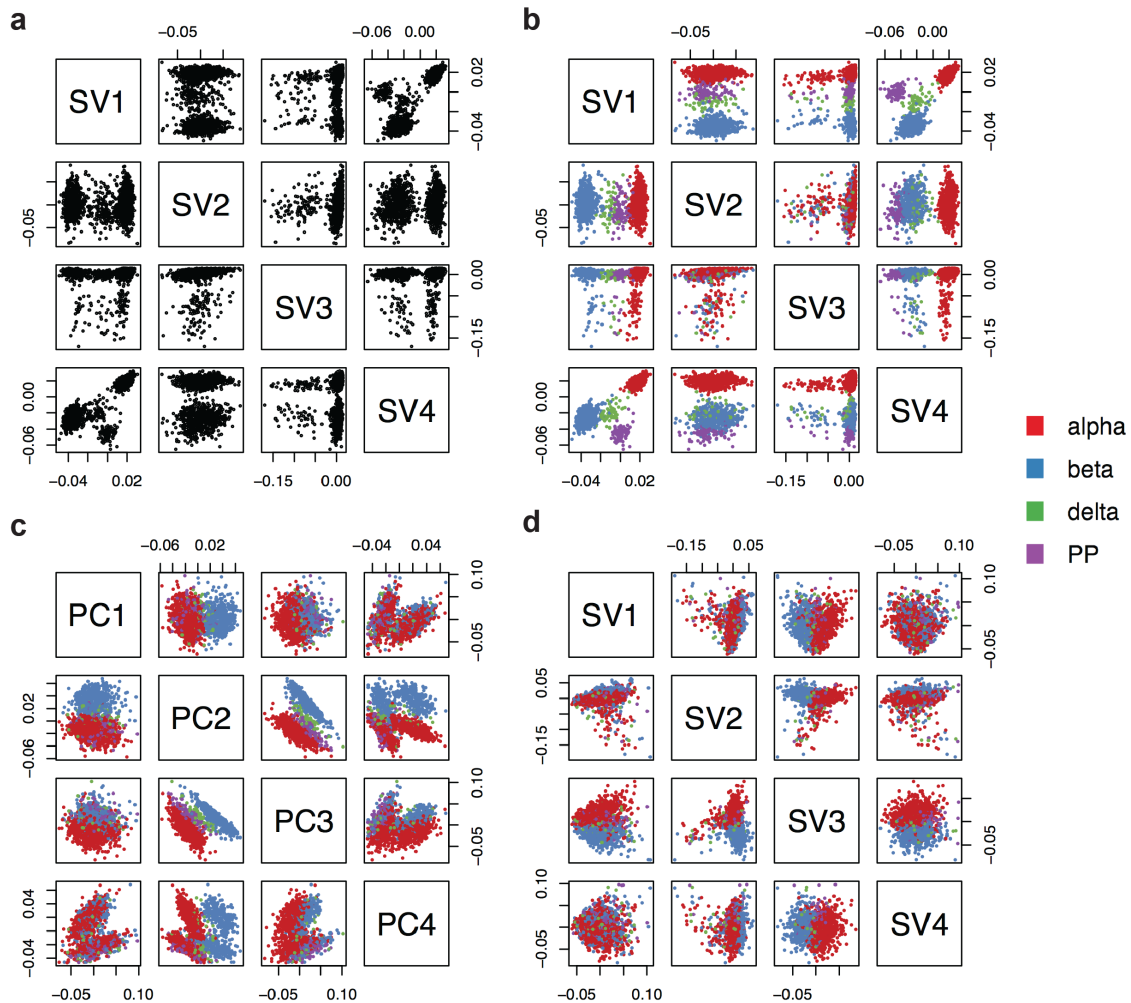 a
−0.05
−0.06 0.00
SV1
−0.04 0.02
SV2
−0.05
SV3
−0.15 0.00
−0.06 0.00
SV4
−0.04 0.02
−0.15 0.00
b
−0.05
−0.06 0.00
SV1
−0.04 0.02
SV2
−0.05
SV3
−0.15 0.00
−0.06 0.00
SV4
−0.04 0.02
−0.15 0.00
alpha
beta
delta
PP
c
−0.06 0.02
−0.04 0.04
PC1
−0.05 0.10
PC2
−0.06 0.02
PC3
−0.05 0.10
−0.04 0.04
PC4
−0.05 0.10
−0.05 0.10
d
−0.15 0.05
−0.05 0.10
SV1
−0.05 0.10
SV2
−0.15 0.05
SV3
−0.05
−0.05 0.10
SV4
−0.05 0.10
−0.05